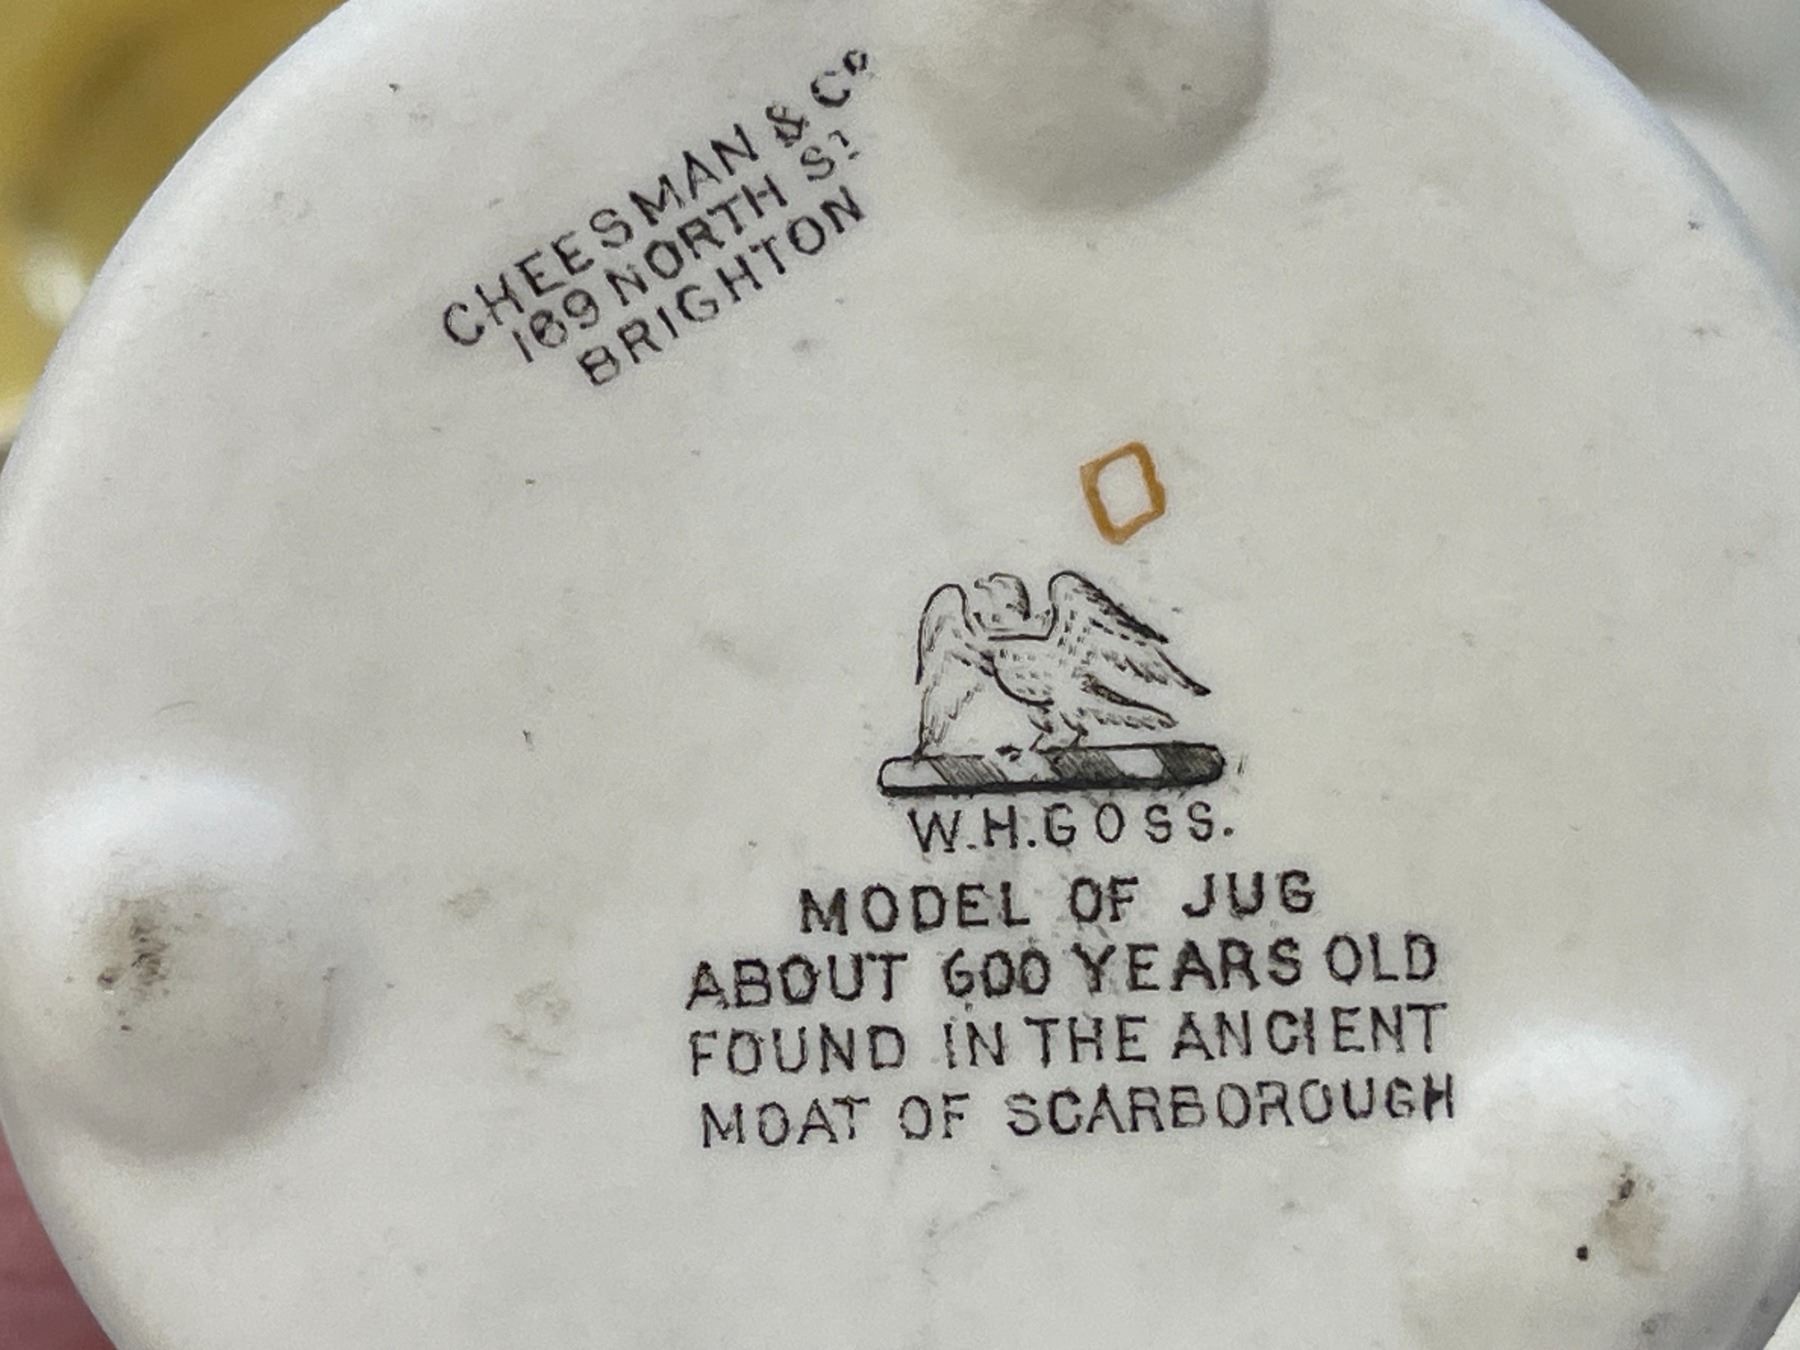 CHEESMAN & Co
169 NORTH ST
BRIGHTON
W.H.GOSS.
MODEL OF JUG
ABOUT 600 YEARS OLD
FOUND IN THE ANCIENT
MOAT OF SCARBOROUGH